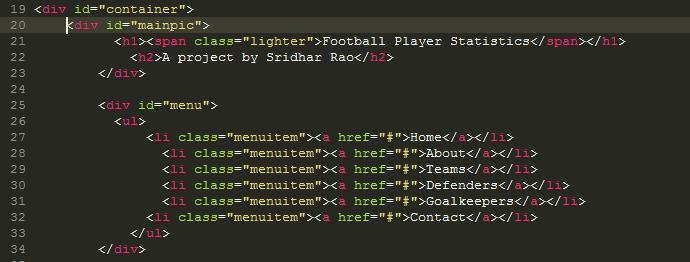 19 <div id="container">
20 <div id="mainpic">
21 <h1><span class="lighter">Football Player Statistics</span></h1>
22 <h2>A project by Sridhar Rao</h2>
23 </div>
24
25 <div id="menu">
26 <ul>
27 <li class="menuitem"><a href="#">Home</a></li>
28 <li class="menuitem"><a href="#">About</a></li>
29 <li class="menuitem"><a href="#">Teams</a></li>
30 <li class="menuitem"><a href="#">Defenders</a></li>
31 <li class="menuitem"><a href="#">Goalkeepers</a></li>
32 <li class="menuitem"><a href="#">Contact</a></li>
33 </ul>
34 </div>